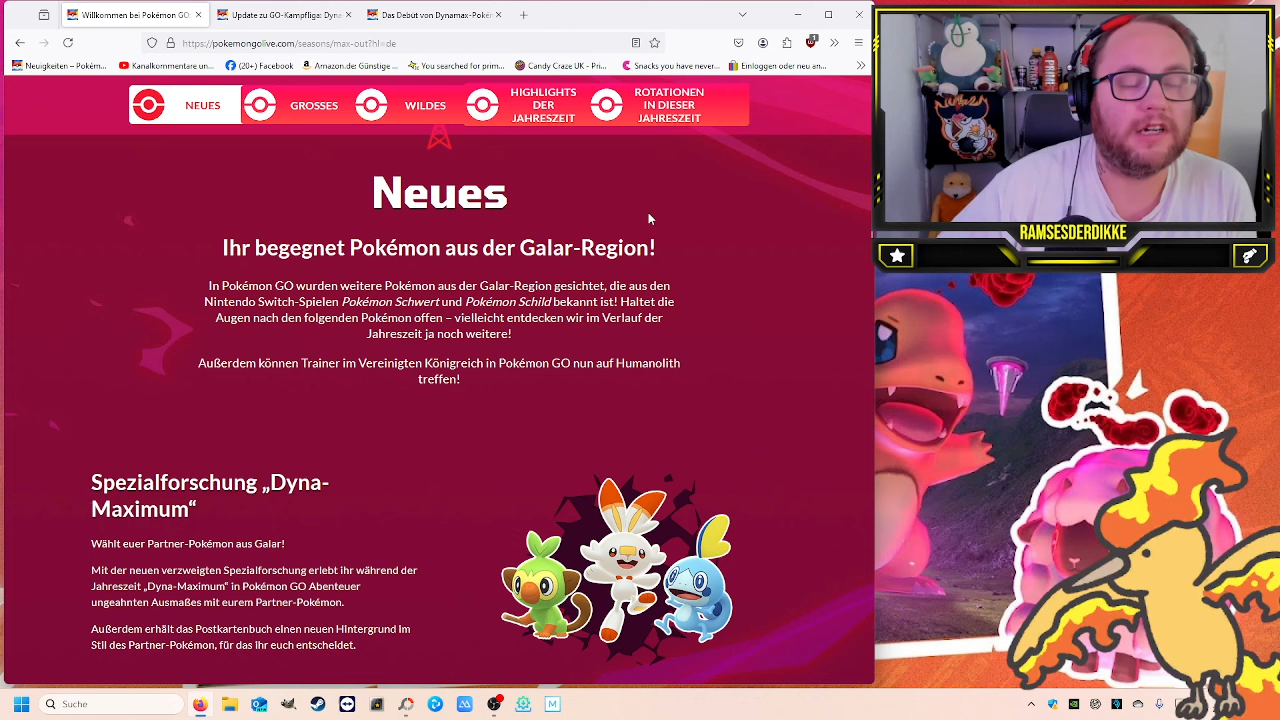 Willkommen bei Pokémon GO:
Update zu GO-Kampfliga: Dyna
Das Debüt von Dynamax-Pokém
https://pokemongolive.com/seasons/max-out?hl=de
Neuigkeiten – Pokém...
Kanalkommentare un...
(20+) Facebook
Amazon.de Günstige ...
You searched for prim...
Candy Craze UK - Pri...
Snacks you have never...
Einloggen oder neu an...
NEUES
GROSSES
WILDES
HIGHLIGHTS
DER
JAHRESZEIT
ROTATIONEN
IN DIESER
JAHRESZEIT
Neues
Ihr begegnet Pokémon aus der Galar-Region!
In Pokémon GO wurden weitere Pokémon aus der Galar-Region gesichtet, die aus den
Nintendo Switch-Spielen Pokémon Schwert und Pokémon Schild bekannt ist! Haltet die
Augen nach den folgenden Pokémon offen – vielleicht entdecken wir im Verlauf der
Jahreszeit ja noch weitere!
Außerdem können Trainer im Vereinigten Königreich in Pokémon GO nun auf Humanolith
treffen!
Spezialforschung „Dyna-
Maximum“
Wählt euer Partner-Pokémon aus Galar!
Mit der neuen verzweigten Spezialforschung erlebt ihr während der
Jahreszeit „Dyna-Maximum“ in Pokémon GO Abenteuer
ungeahnten Ausmaßes mit eurem Partner-Pokémon.
Außerdem erhält das Postkartenbuch einen neuen Hintergrund im
Stil des Partner-Pokémon, für das ihr euch entscheidet.
RAMSESDERDIKKE
PRIME
Suche